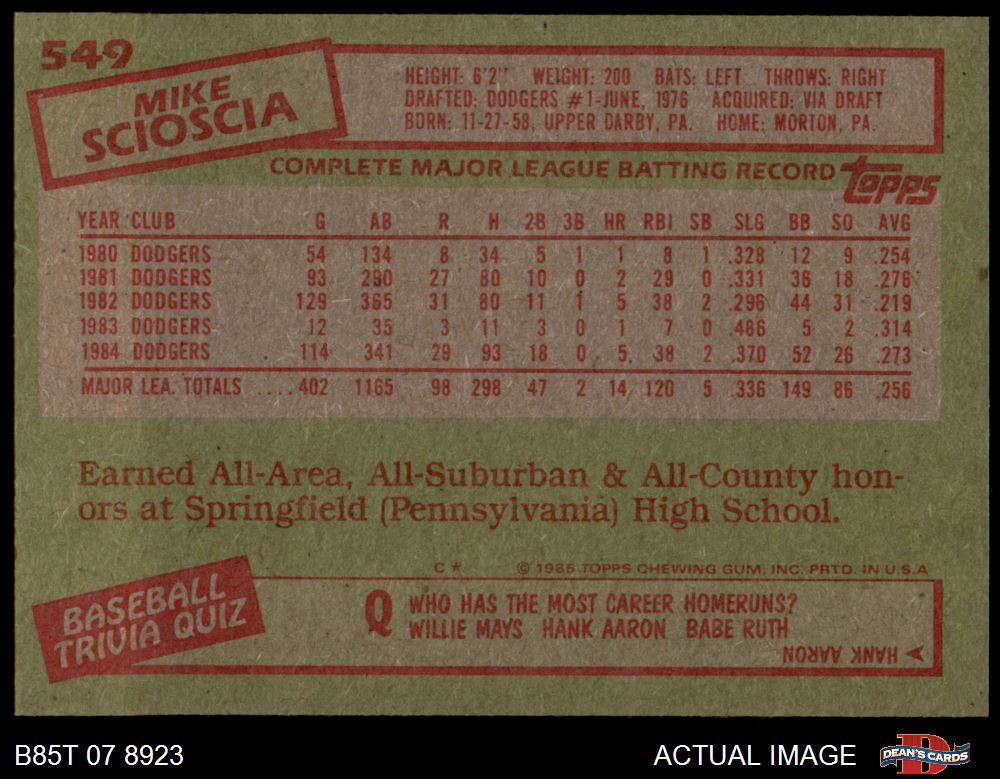 549
MIKE
SCIOSCIA
HEIGHT: 6'2" WEIGHT: 200 BATS: LEFT THROWS: RIGHT
DRAFTED: DODGERS #1-JUNE, 1976 ACQUIRED: VIA DRAFT
BORN: 11-27-58, UPPER DARBY, PA. HOME: MORTON, PA.
COMPLETE MAJOR LEAGUE BATTING RECORD topps
YEAR CLUB G AB R H 2B 3B HR RBI SB SLG BB SO AVG
1980 DODGERS 54 134 8 34 5 1 1 8 1 .328 12 9 .254
1981 DODGERS 93 290 27 80 10 0 2 29 0 .331 36 18 .276
1982 DODGERS 129 365 31 80 11 1 5 38 2 .296 44 31 .219
1983 DODGERS 12 35 3 11 3 0 1 7 0 .486 5 2 .314
1984 DODGERS 114 341 29 93 18 0 5 38 2 .370 52 26 .273
MAJOR LEA. TOTALS ....402 1165 98 298 47 2 14 120 5 .336 149 86 .256
Earned All-Area, All-Suburban & All-County hon-
ors at Springfield (Pennsylvania) High School.
C* © 1985 TOPPS CHEWING GUM, INC. PRTD. IN U.S.A
BASEBALL
TRIVIA QUIZ
Q WHO HAS THE MOST CAREER HOMERUNS?
WILLIE MAYS HANK AARON BABE RUTH
HANK AARON
B85T 07 8923 ACTUAL IMAGE DEAN'S CARDS